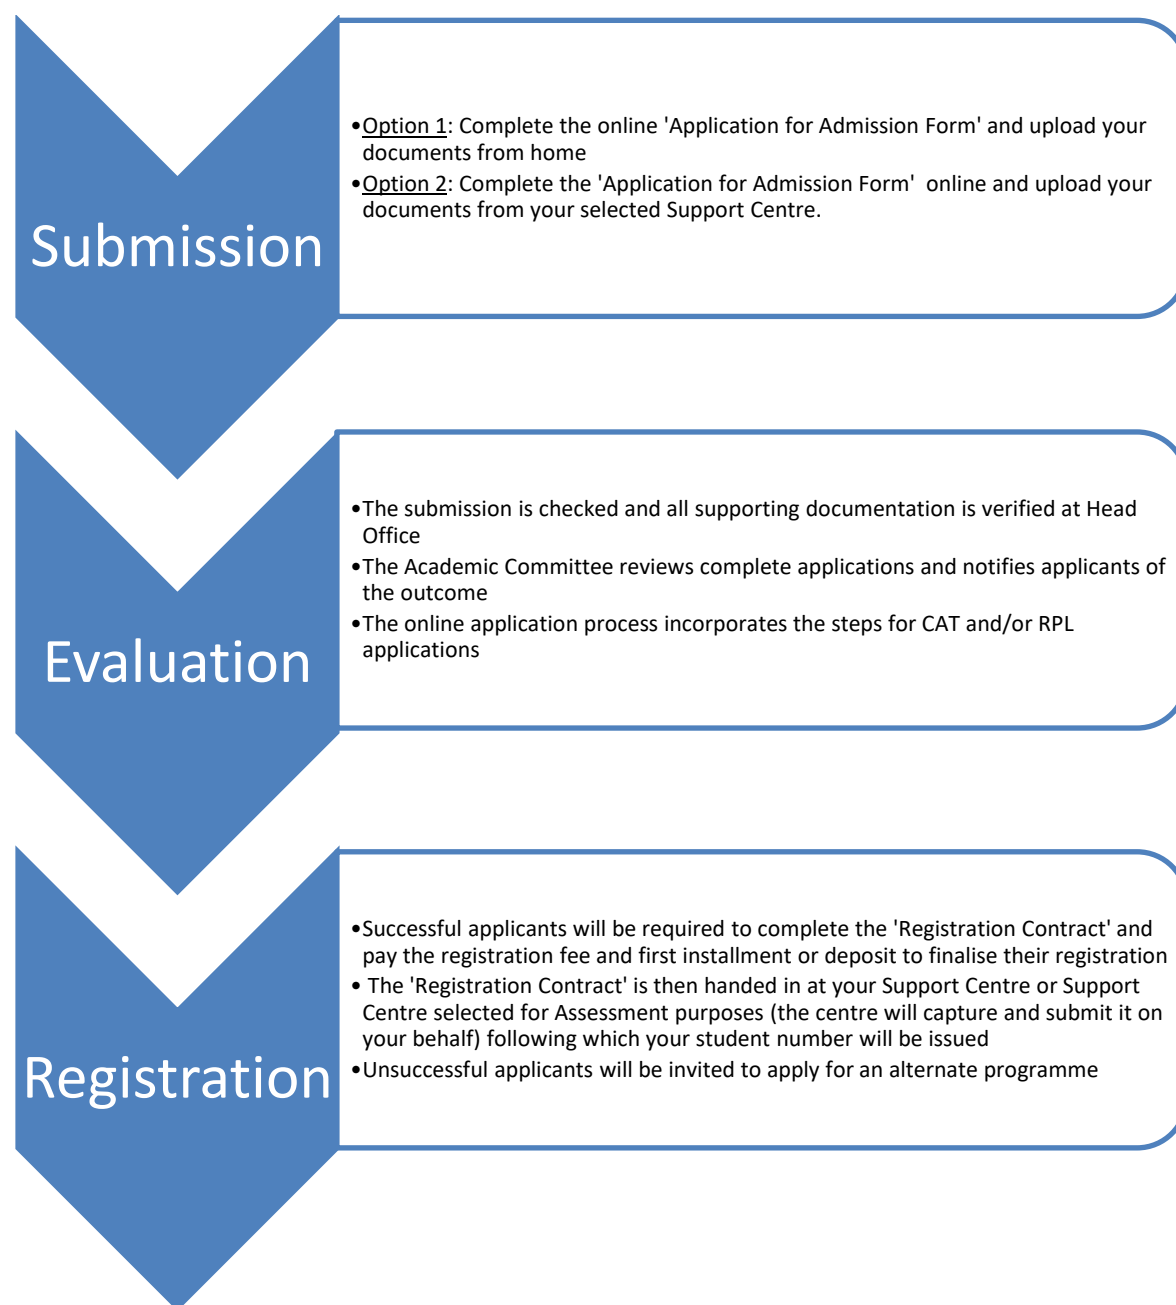 Submission
•Option 1: Complete the online 'Application for Admission Form' and upload your
documents from home
•Option 2: Complete the 'Application for Admission Form'  online and upload your
documents from your selected Support Centre.
Evaluation
•The submission is checked and all supporting documentation is verified at Head
Office
•The Academic Committee reviews complete applications and notifies applicants of
the outcome
•The online application process incorporates the steps for CAT and/or RPL
applications
Registration
•Successful applicants will be required to complete the 'Registration Contract' and
pay the registration fee and first installment or deposit to finalise their registration
• The 'Registration Contract' is then handed in at your Support Centre or Support
Centre selected for Assessment purposes (the centre will capture and submit it on
your behalf) following which your student number will be issued
•Unsuccessful applicants will be invited to apply for an alternate programme